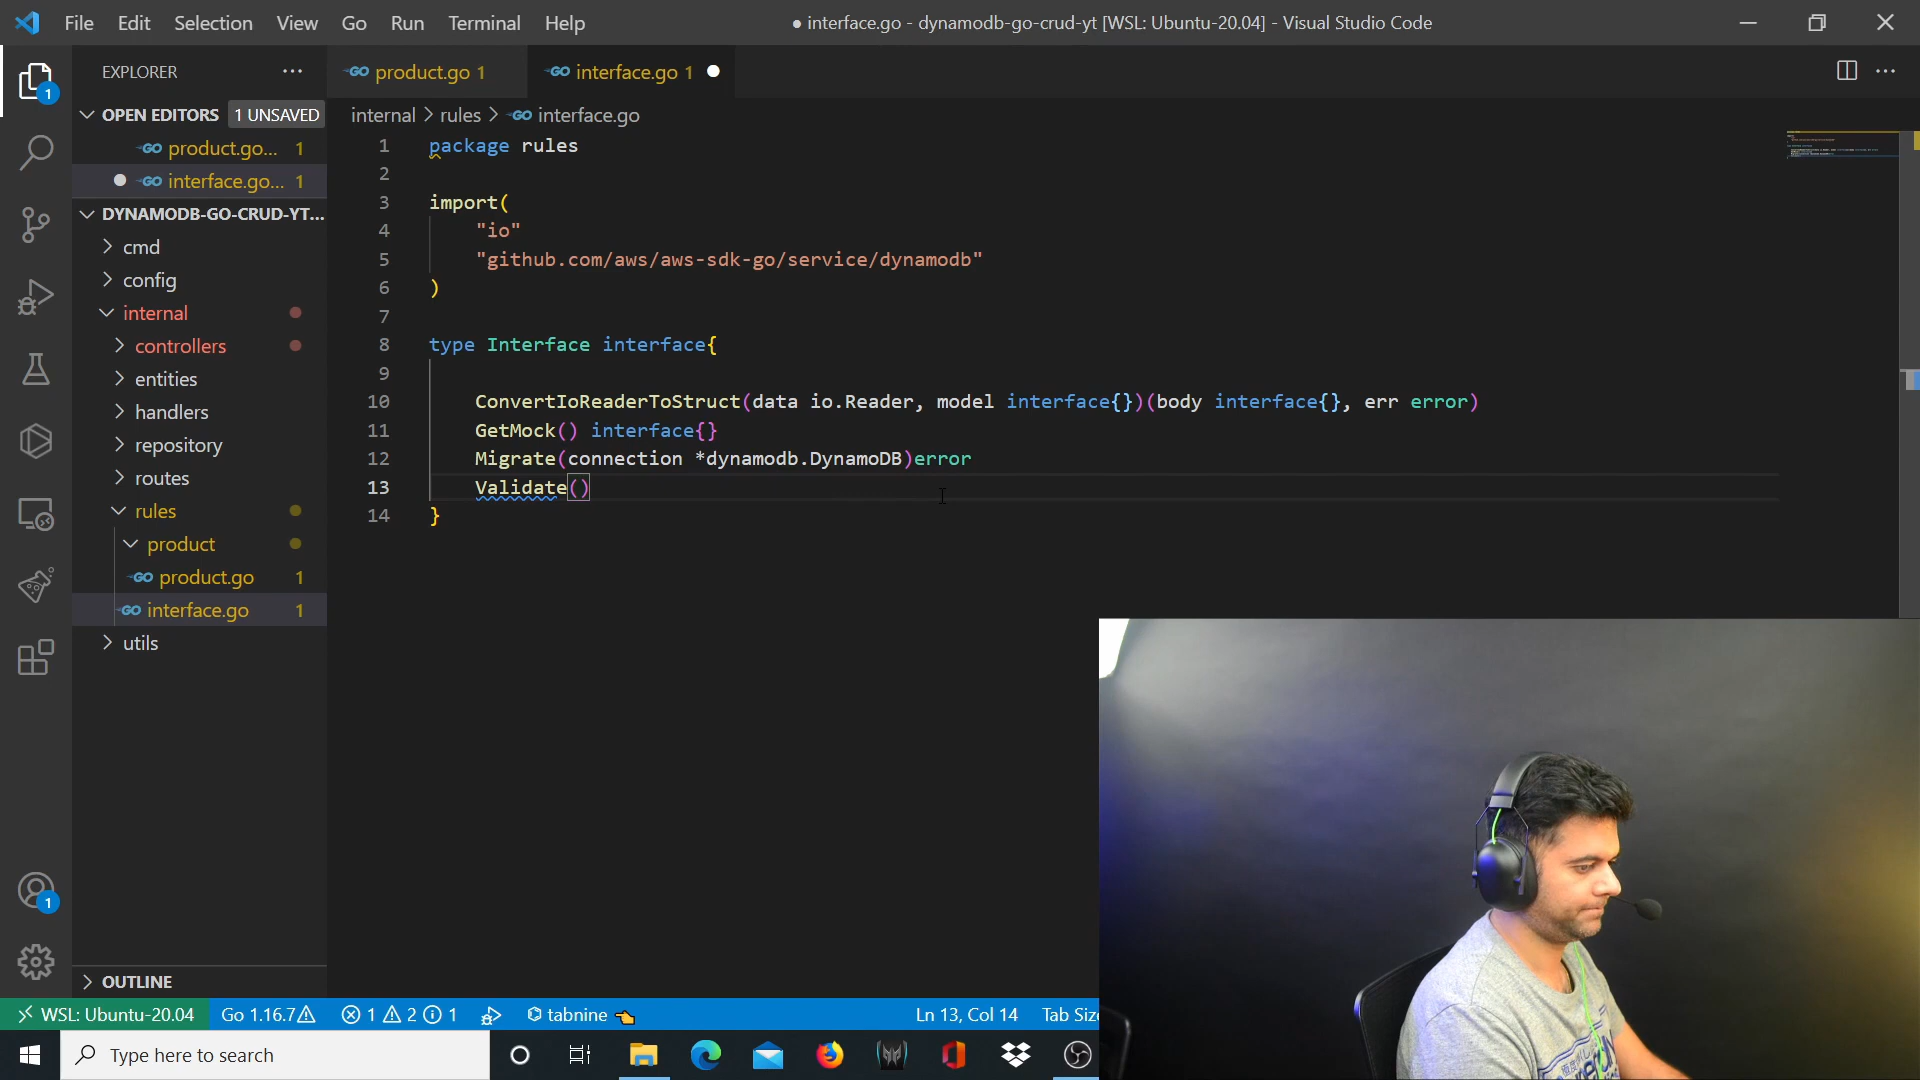 File Edit Selection View Go Run Terminal Help
● interface.go - dynamodb-go-crud-yt [WSL: Ubuntu-20.04] - Visual Studio Code
EXPLORER
OPEN EDITORS 1 UNSAVED
product.go... 1
interface.go... 1
DYNAMODB-GO-CRUD-YT...
cmd
config
internal
controllers
entities
handlers
repository
routes
rules
product
product.go 1
interface.go 1
utils
OUTLINE
product.go 1
interface.go 1
internal > rules > interface.go
1 package rules
2
3 import(
4 "io"
5 "github.com/aws/aws-sdk-go/service/dynamodb"
6 )
7
8 type Interface interface{
9
10 ConvertIoReaderToStruct(data io.Reader, model interface{})(body interface{}, err error)
11 GetMock() interface{}
12 Migrate(connection *dynamodb.DynamoDB)error
13 Validate()
14 }
1
1
WSL: Ubuntu-20.04 Go 1.16.7 1 2 1 tabnine Ln 13, Col 14
Type here to search